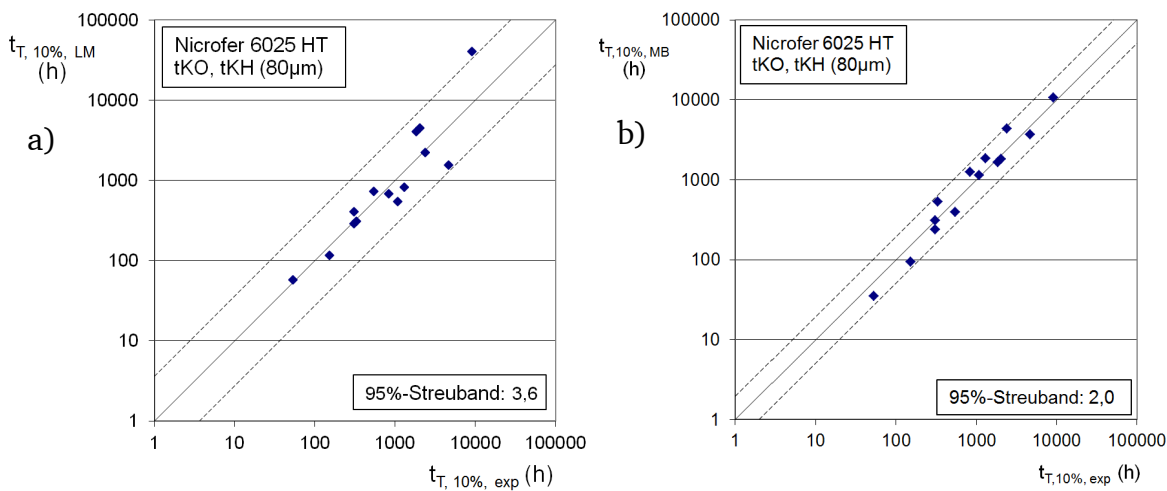 a)
t_T, 10%, LM
(h)
100000
10000
1000
100
10
1
Nicrofer 6025 HT
tKO, tKH (80µm)
95%-Streuband: 3,6
1 10 100 1000 10000 100000
t_T, 10%, exp (h)
b)
t_T,10%, MB
(h)
100000
10000
1000
100
10
1
Nicrofer 6025 HT
tKO, tKH (80µm)
95%-Streuband: 2,0
1 10 100 1000 10000 100000
t_T,10%, exp (h)